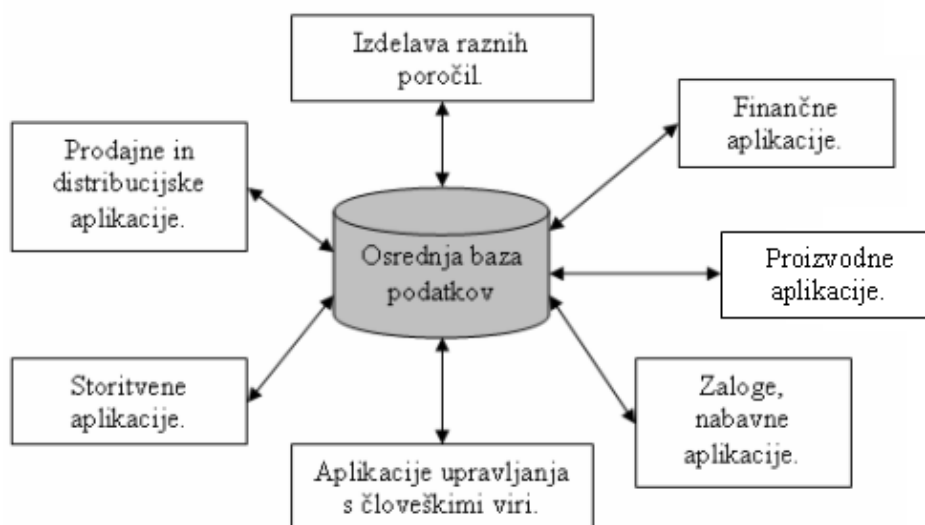 Izdelava raznih
poročil.
Finančne
aplikacije.
Prodajne in
distribucijske
aplikacije.
Osrednja baza
podatkov
Proizvodne
aplikacije.
Storitvene
aplikacije.
Zaloge,
nabavne
aplikacije.
Aplikacije upravljanja
s človeškimi viri.